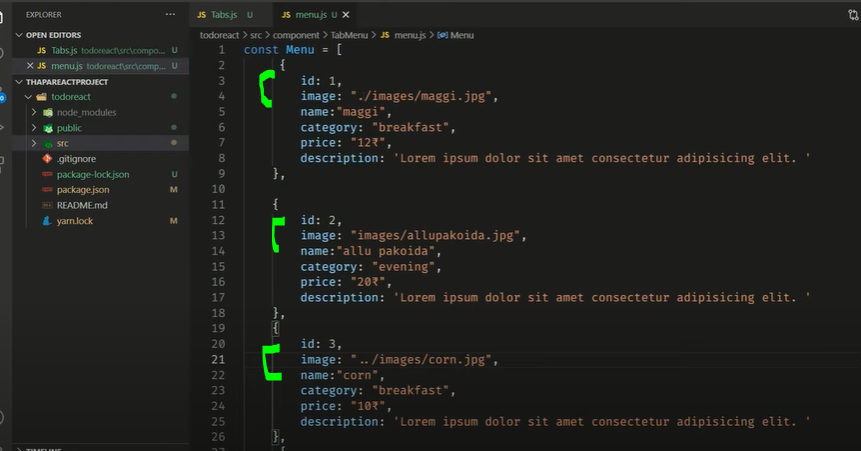 EXPLORER
...
OPEN EDITORS
JS Tabs.js todoreact\src\compo... U
JS menu.js todoreact\src\comp... U
THAPAREACTPROJECT
todoreact
node_modules
public
src
.gitignore
package-lock.json U
package.json M
README.md
yarn.lock M
JS Tabs.js U
JS menu.js U
todoreact > src > component > TabMenu > JS menu.js > Menu
1 const Menu = [
2 {
3 id: 1,
4 image: "./images/maggi.jpg",
5 name:"maggi",
6 category: "breakfast",
7 price: "12₹",
8 description: 'Lorem ipsum dolor sit amet consectetur adipisicing elit. '
9 },
10
11 {
12 id: 2,
13 image: "images/allupakoida.jpg",
14 name:"allu pakoida",
15 category: "evening",
16 price: "20₹",
17 description: 'Lorem ipsum dolor sit amet consectetur adipisicing elit. '
18 },
19 {
20 id: 3,
21 image: "../images/corn.jpg",
22 name:"corn",
23 category: "breakfast",
24 price: "10₹",
25 description: 'Lorem ipsum dolor sit amet consectetur adipisicing elit. '
26 },